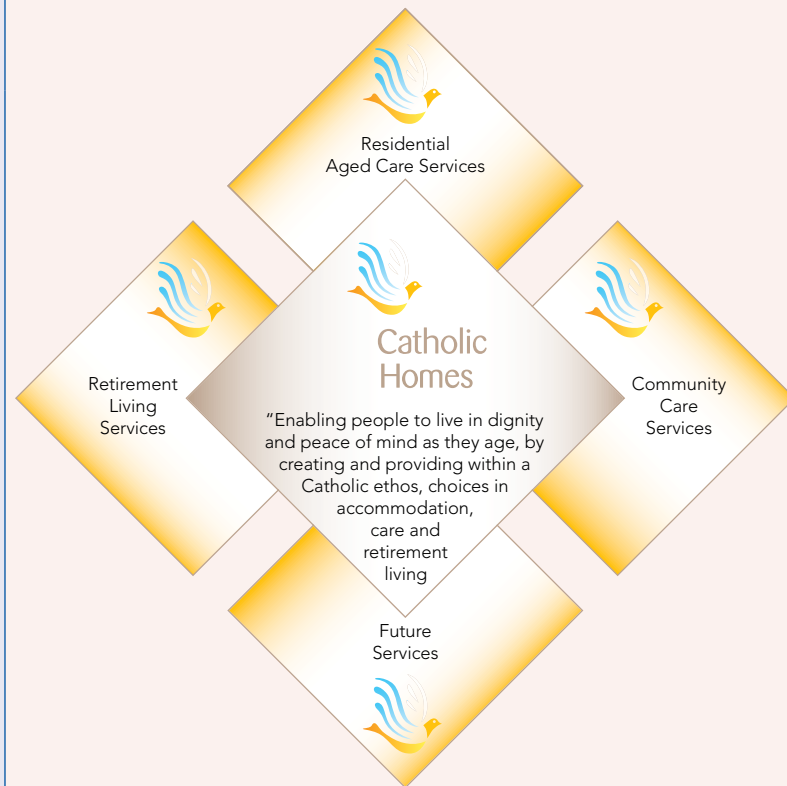 Residential
Aged Care Services
Retirement
Living
Services
Catholic
Homes
“Enabling people to live in dignity
and peace of mind as they age, by
creating and providing within a
Catholic ethos, choices in
accommodation,
care and
retirement
living
Community
Care
Services
Future
Services